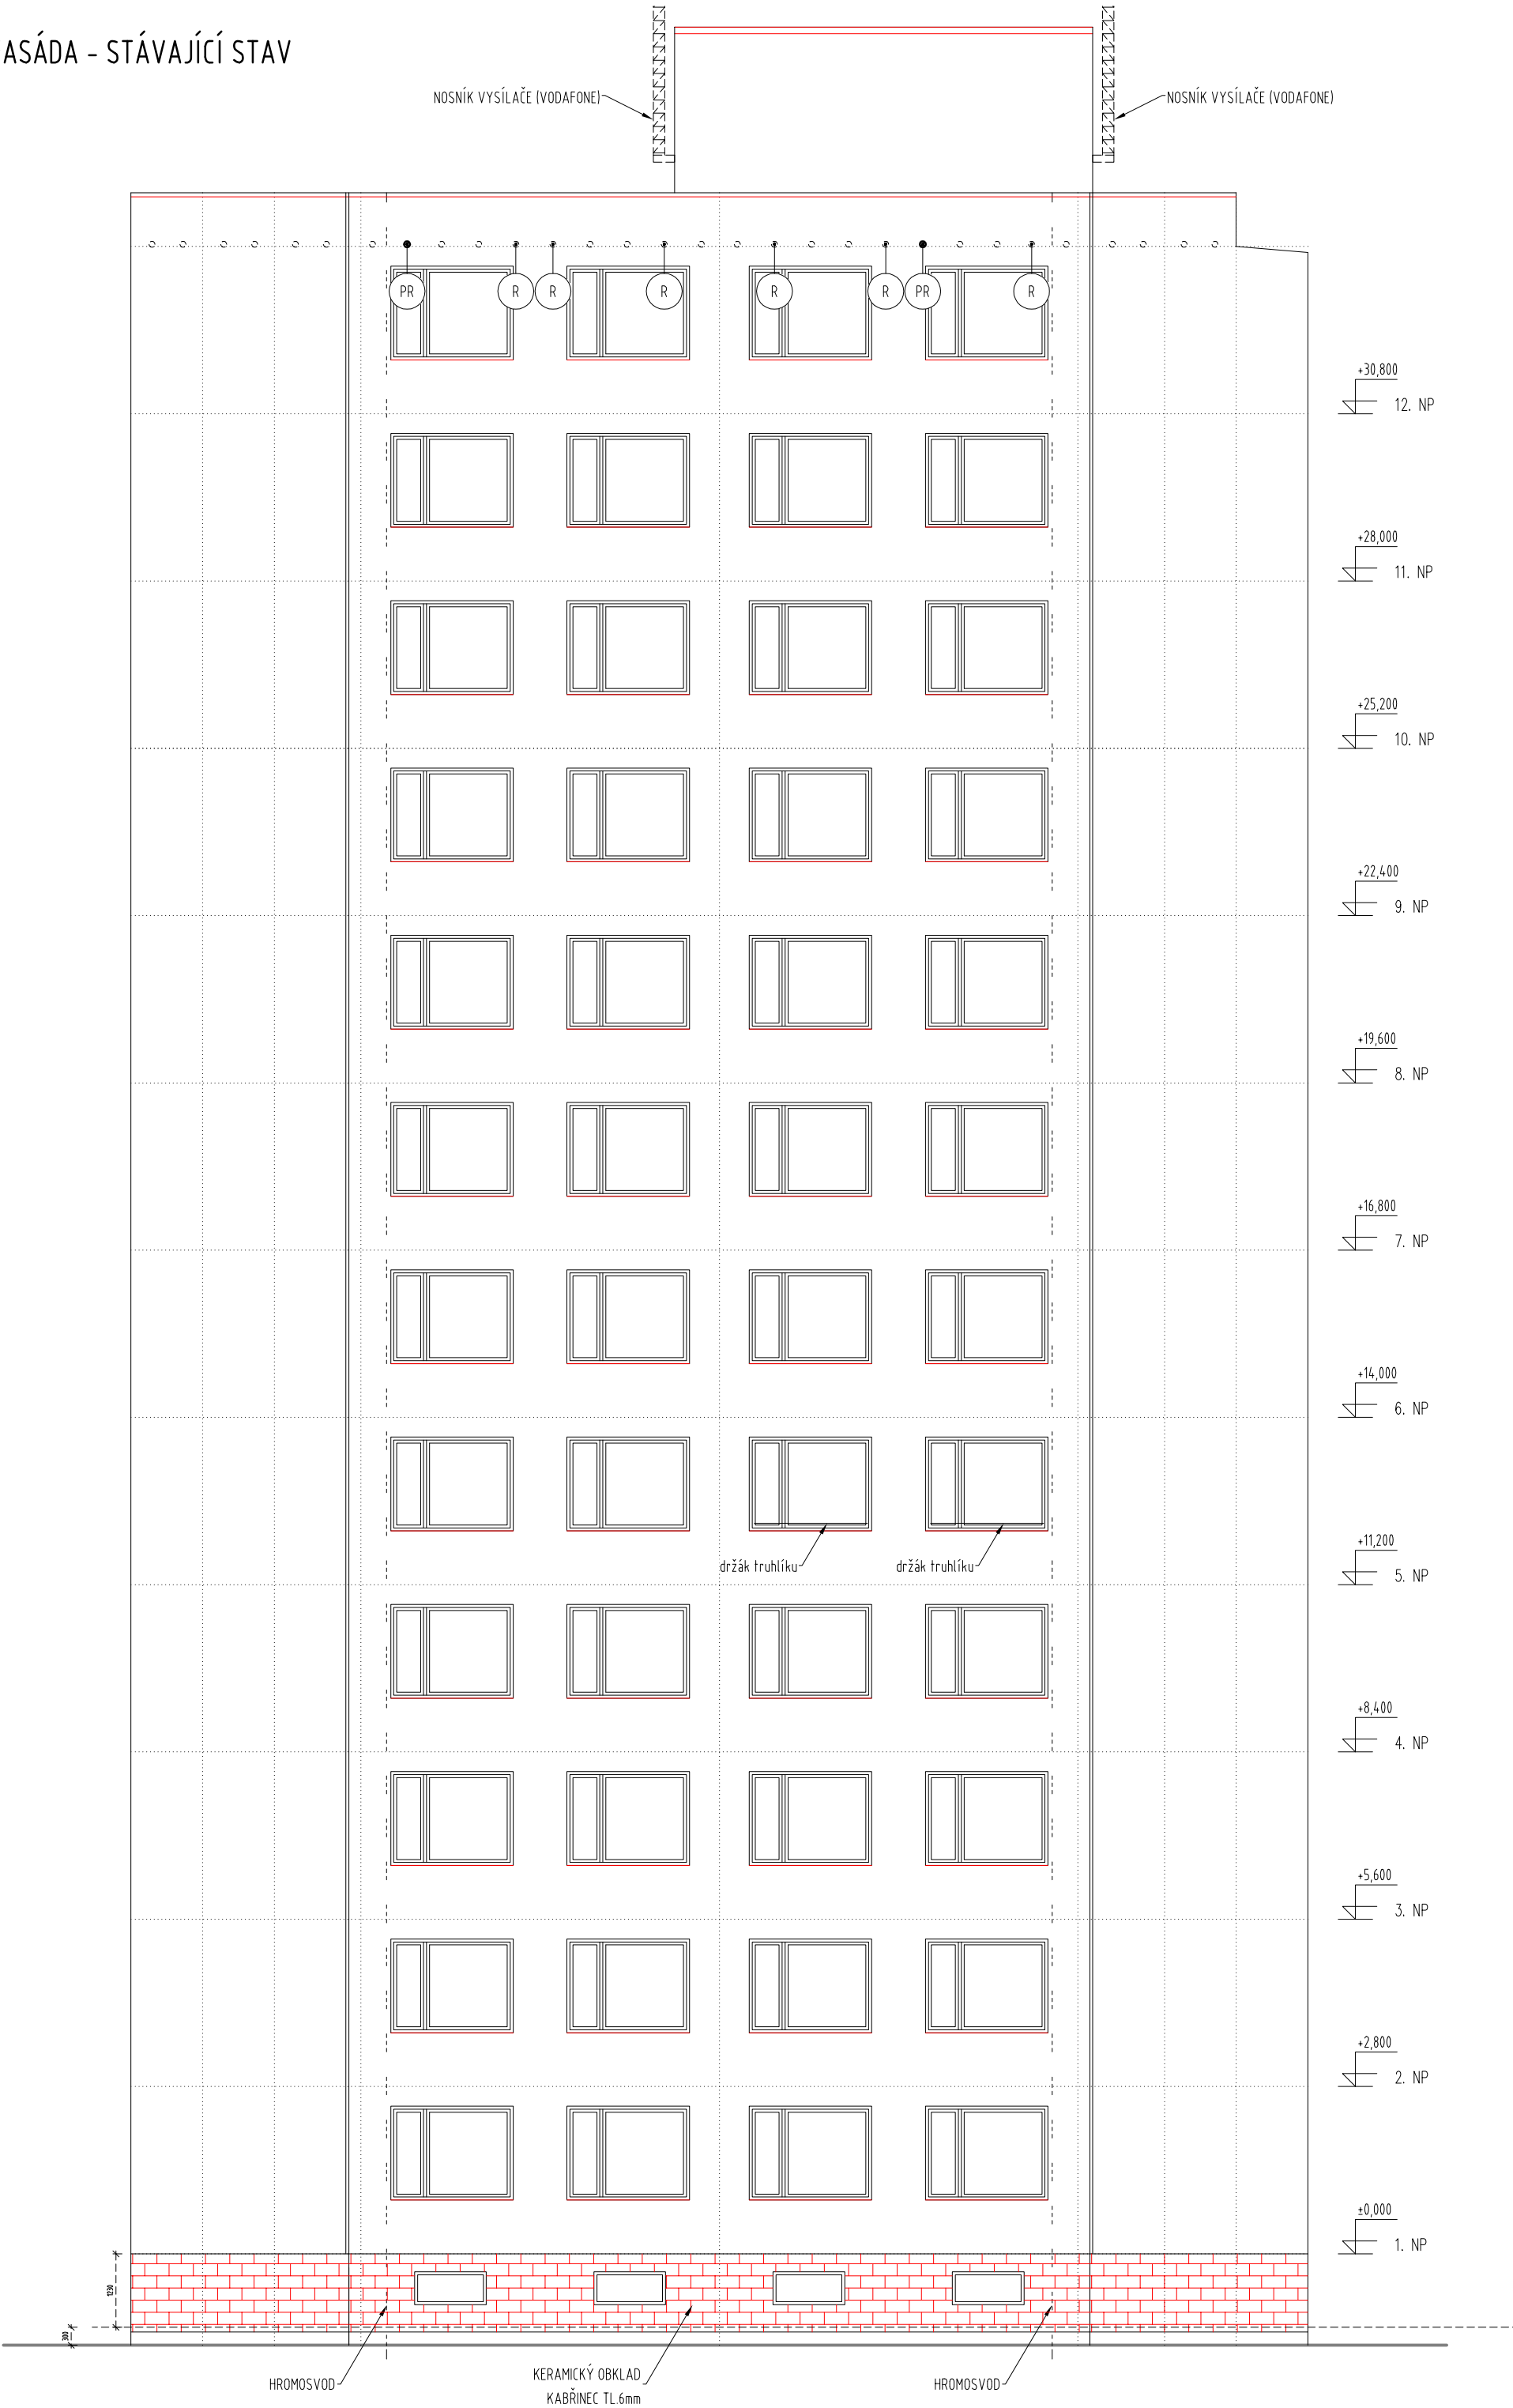 ASÁDA - STÁVAJÍCÍ STAV
NOSNÍK VYSÍLAČE (VODAFONE)
NOSNÍK VYSÍLAČE (VODAFONE)
PR
R
R
R
R
R
PR
R
+30,800
12. NP
+28,000
11. NP
+25,200
10. NP
+22,400
9. NP
+19,600
8. NP
+16,800
7. NP
+14,000
6. NP
držák truhlíku
držák truhlíku
+11,200
5. NP
+8,400
4. NP
+5,600
3. NP
+2,800
2. NP
±0,000
1. NP
1230
300
HROMOSVOD
KERAMICKÝ OBKLAD
KABŘINEC TL.6mm
HROMOSVOD